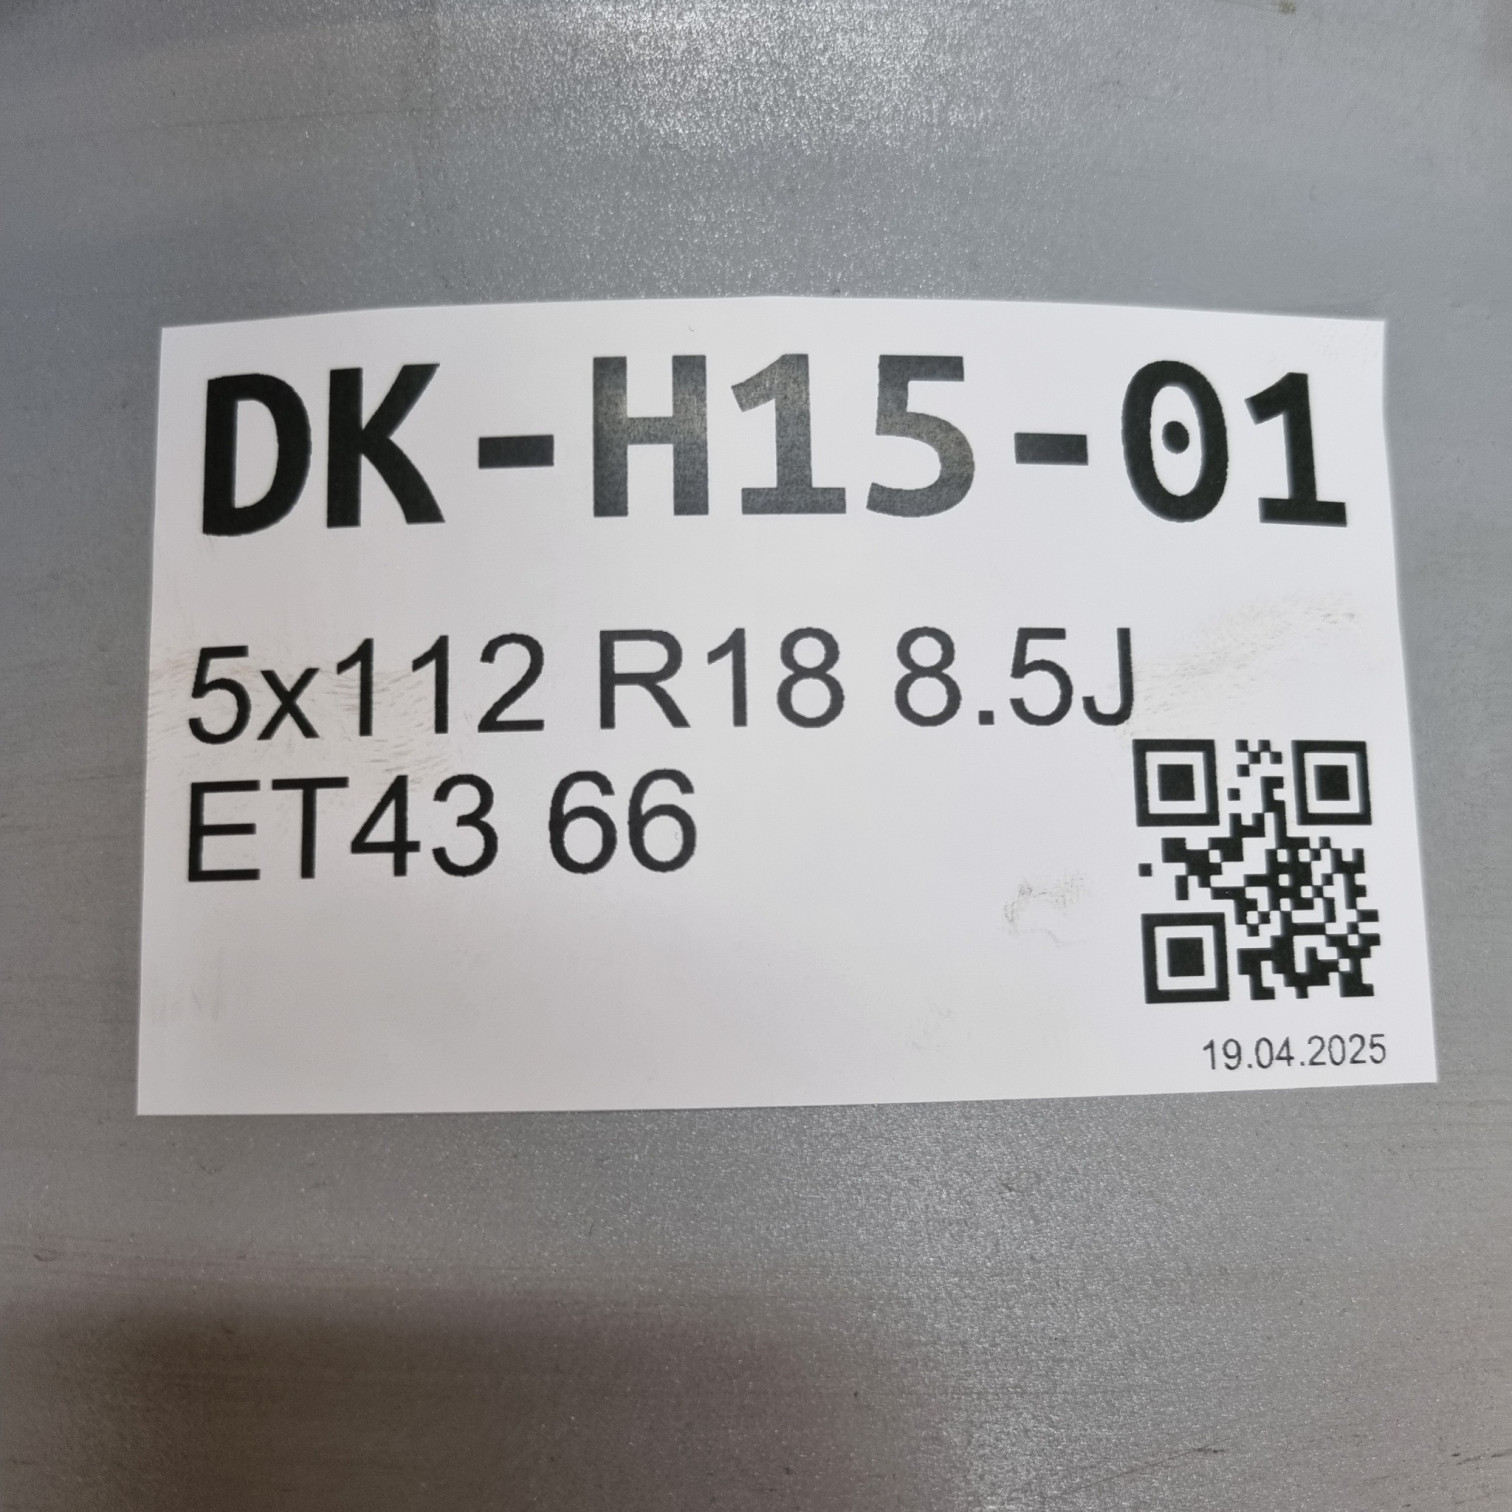 DK-H15-01
5x112 R18 8.5J
ET43 66
19.04.2025